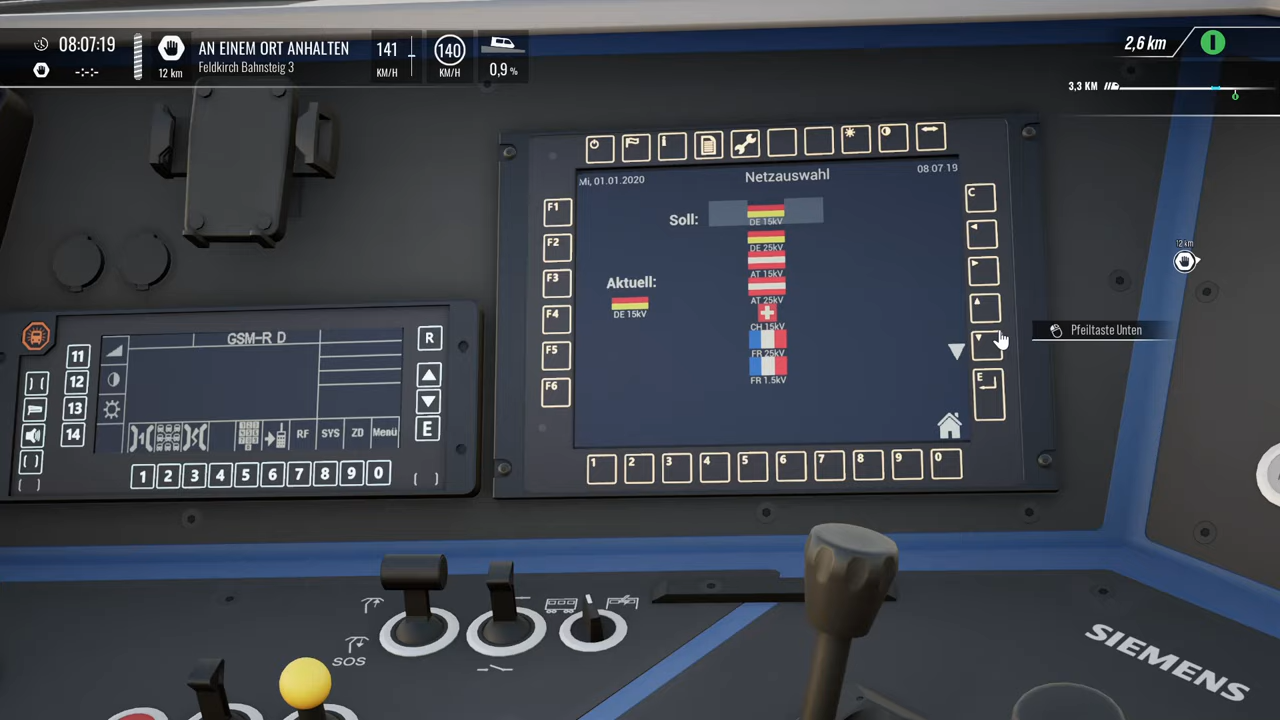 08:07:19
-:-:-
12 km
AN EINEM ORT ANHALTEN
Feldkirch Bahnsteig 3
141
KM/H
140
KM/H
0,9 %
2,6 km
3,3 KM
Mi, 01.01.2020
Netzauswahl
08 07 19
Soll:
DE 15kV
DE 25kV
AT 15kV
Aktuell:
DE 15kV
AT 25kV
CH 15kV
FR 25kV
FR 1.5kV
F1
F2
F3
F4
F5
F6
C
E
1 2 3 4 5 6 7 8 9 0
12 km
Pfeiltaste Unten
GSM-R D
R
E
11
12
13
14
RF SYS ZD Menü
1 2 3 4 5 6 7 8 9 0
SOS
SIEMENS